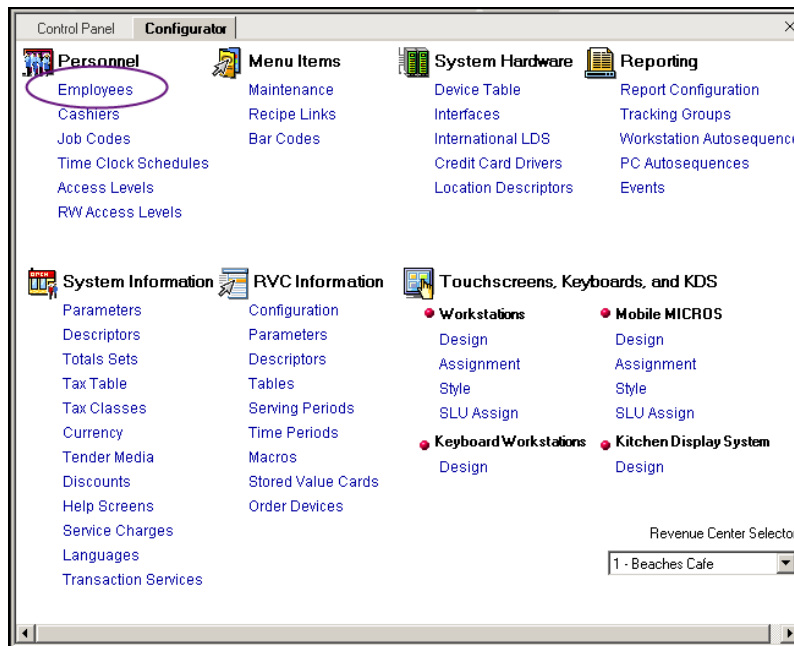 Control Panel
Configurator
Personnel
Employees
Cashiers
Job Codes
Time Clock Schedules
Access Levels
RW Access Levels
Menu Items
Maintenance
Recipe Links
Bar Codes
System Hardware
Device Table
Interfaces
International LDS
Credit Card Drivers
Location Descriptors
Reporting
Report Configuration
Tracking Groups
Workstation Autosequence
PC Autosequences
Events
OPEN
System Information
Parameters
Descriptors
Totals Sets
Tax Table
Tax Classes
Currency
Tender Media
Discounts
Help Screens
Service Charges
Languages
Transaction Services
RVC Information
Configuration
Parameters
Descriptors
Tables
Serving Periods
Time Periods
Macros
Stored Value Cards
Order Devices
Touchscreens, Keyboards, and KDS
Workstations
Design
Assignment
Style
SLU Assign
Keyboard Workstations
Design
Mobile MICROS
Design
Assignment
Style
SLU Assign
Kitchen Display System
Design
Revenue Center Selecto
1 - Beaches Cafe